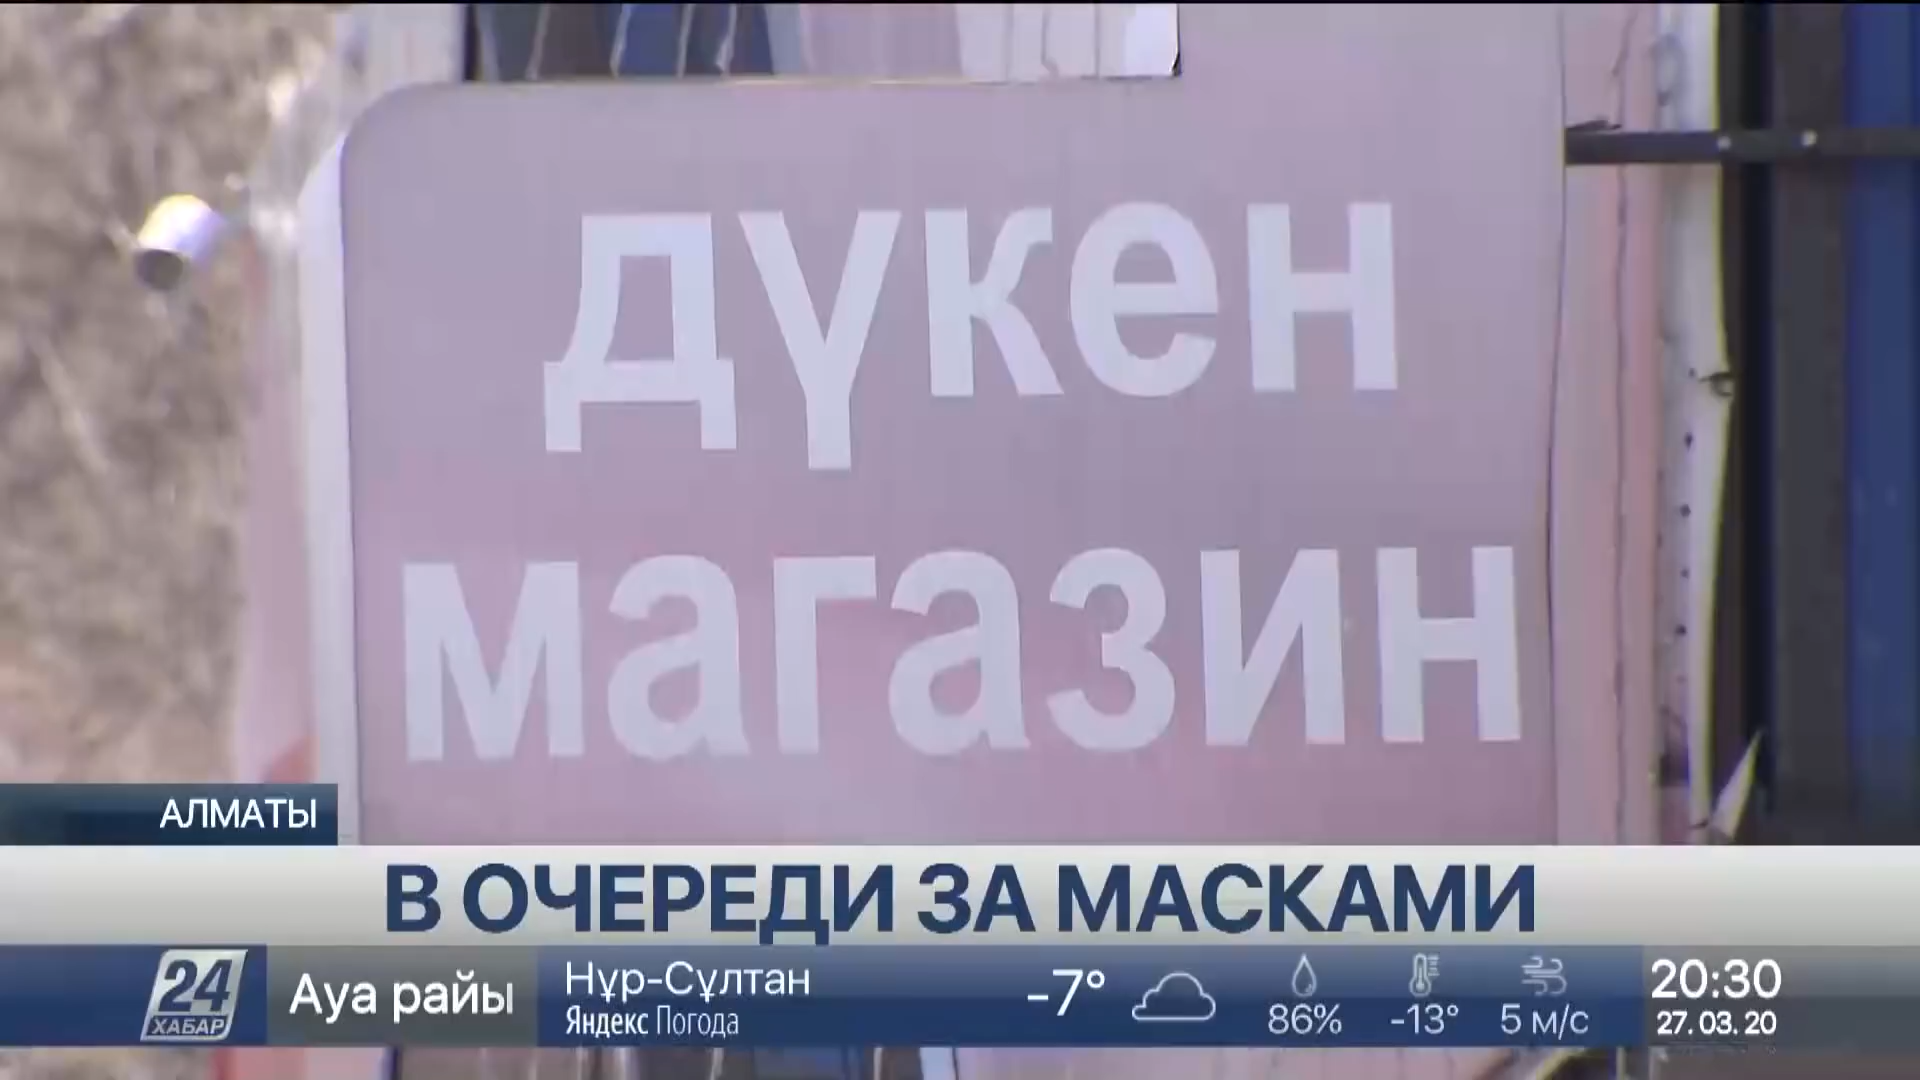 дүкен
магазин
АЛМАТЫ
В ОЧЕРЕДИ ЗА МАСКАМИ
24 ХАБАР
Ауа райы
Нұр-Сұлтан
Яндекс Погода
-7°
86%
-13°
5 м/с
20:30
27.03.20